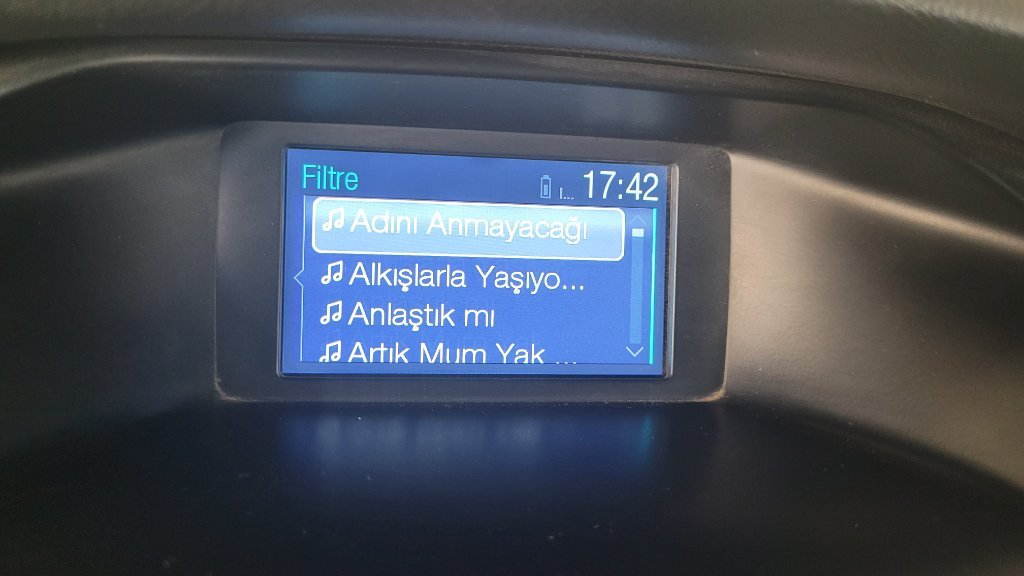 Filtre
17:42
Adını Anmayacağı
Alkışlarla Yaşıyo...
Anlaştık mı
Artık Mum Yak ...